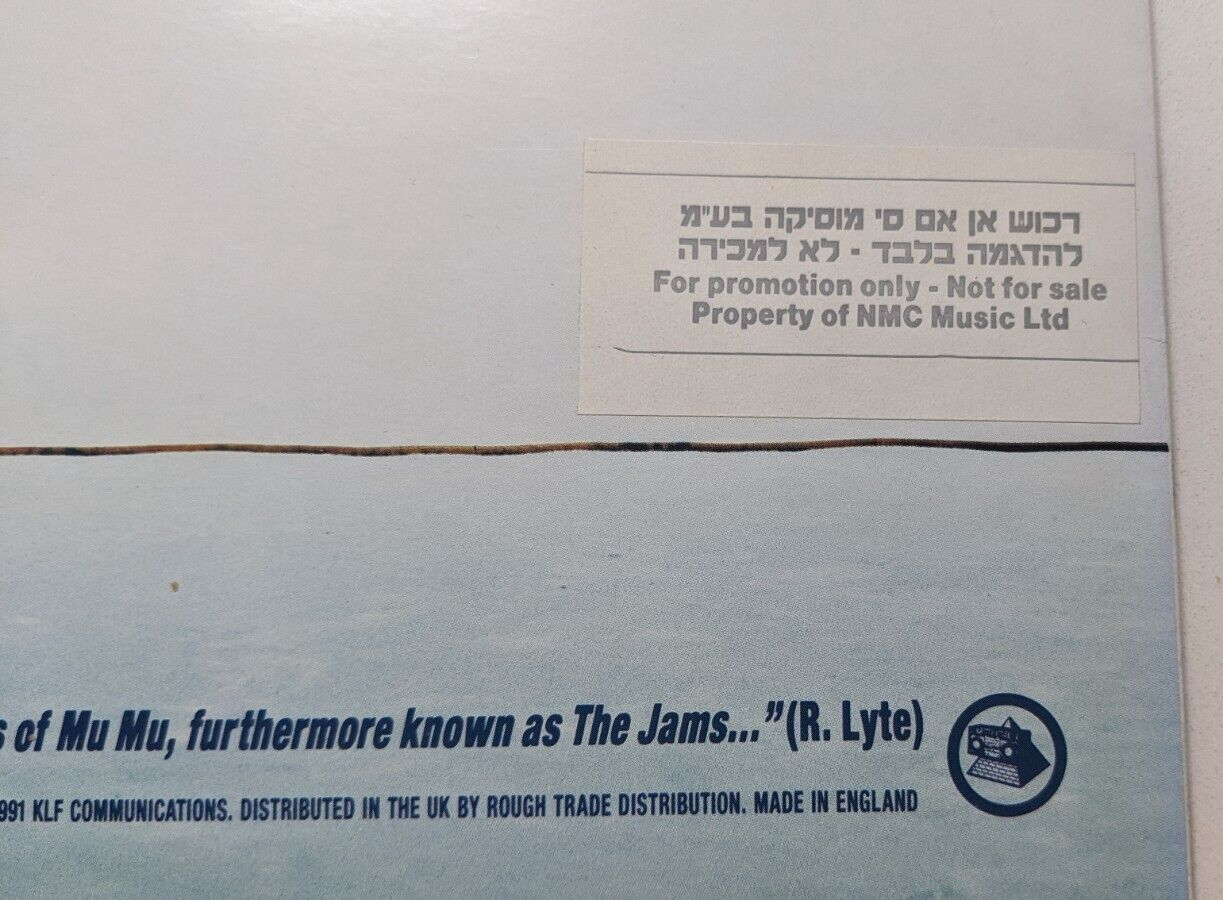 רכוש אן אם סי מוסיקה בע"מ
להדגמה בלבד - לא למכירה
For promotion only - Not for sale
Property of NMC Music Ltd
of Mu Mu, furthermore known as The Jams..." (R. Lyte)
991 KLF COMMUNICATIONS. DISTRIBUTED IN THE UK BY ROUGH TRADE DISTRIBUTION. MADE IN ENGLAND